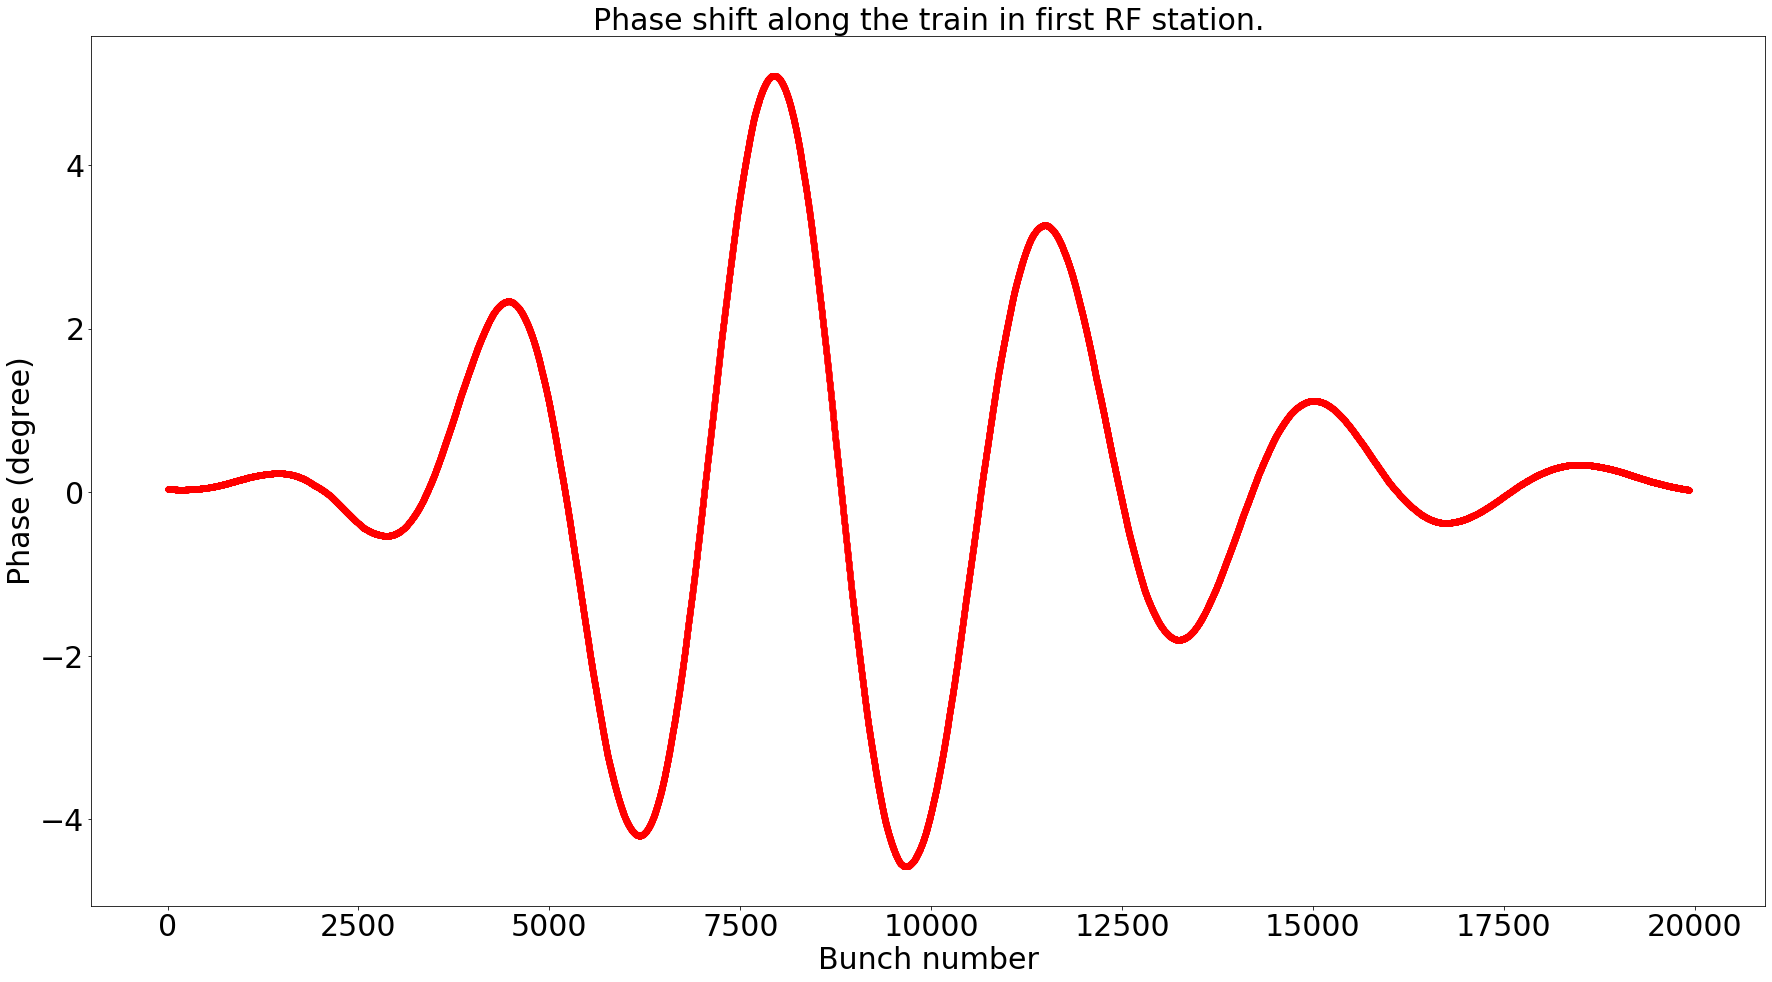 Phase shift along the train in first RF station.
4
2
0
−2
−4
Phase (degree)
0 2500 5000 7500 10000 12500 15000 17500 20000
Bunch number